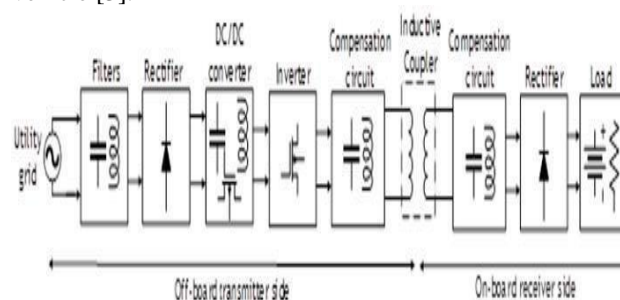 DC/DC
converter
Compensation
circuit
Inductive
Coupler
Compensation
circuit
Filters
Rectifier
Inverter
Rectifier
Load
Utility
grid
Off-board transmitter side
On-board receiver side